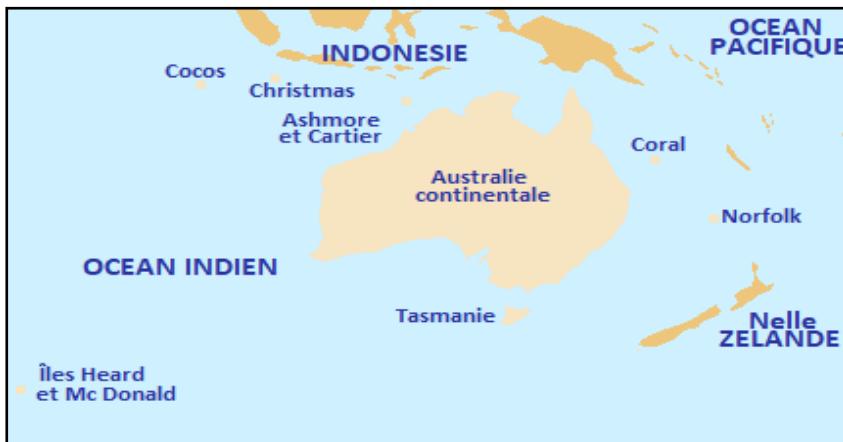 OCEAN
PACIFIQUE
INDONESIE
Cocos
Christmas
Ashmore
et Cartier
Coral
Australie
continentale
Norfolk
OCEAN INDIEN
Tasmanie
Nelle
ZELANDE
Îles Heard
et Mc Donald